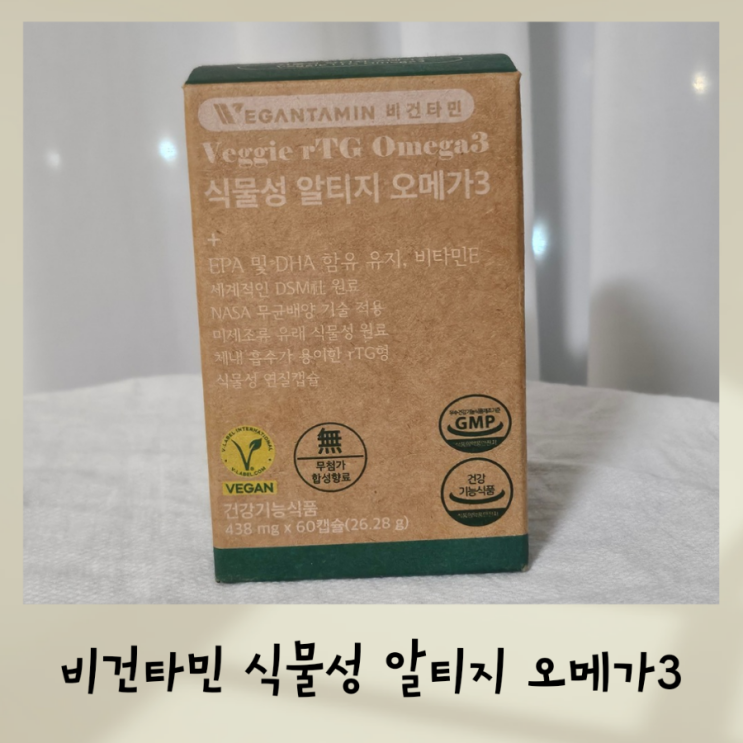 WEGANTAMIN 비건타민
Veggie rTG Omega3
식물성 알티지 오메가3
+
EPA 및 DHA 함유 유지, 비타민E
세계적인 DSM社 원료
NASA 무균배양 기술 적용
미세조류 유래 식물성 원료
체내 흡수가 용이한 rTG형
식물성 연질캡슐
V-LABEL INTERNATIONAL
V-LABEL.COM
VEGAN
無
무첨가
합성향료
GMP
건강
기능식품
건강기능식품
438 mg x 60캡슐(26.28 g)
비건타민 식물성 알티지 오메가3